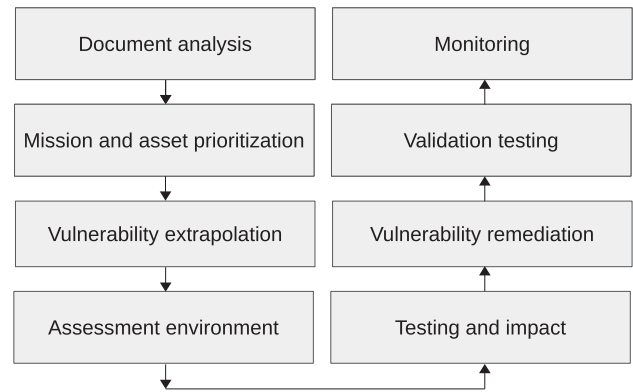 Document analysis
Mission and asset prioritization
Vulnerability extrapolation
Assessment environment
Testing and impact
Vulnerability remediation
Validation testing
Monitoring